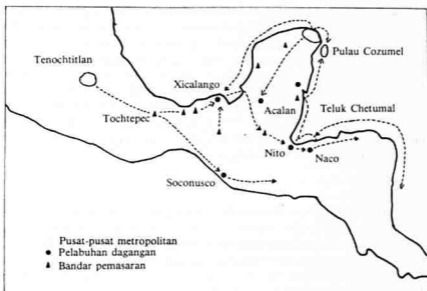 Tenochtitlan
Pulau Cozumel
Xicalango
Acalan
Teluk Chetumal
Tochtepec
Nito
Naco
Soconusco
Pusat-pusat metropolitan
Pelabuhan dagangan
Bandar pemasaran